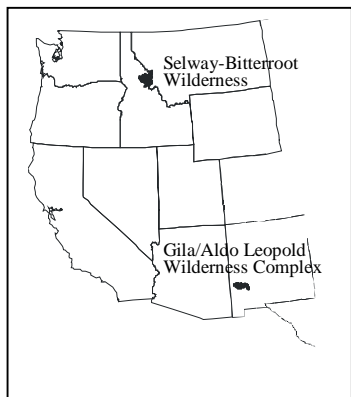 Selway-Bitterroot
Wilderness
Gila/Aldo Leopold
Wilderness Complex